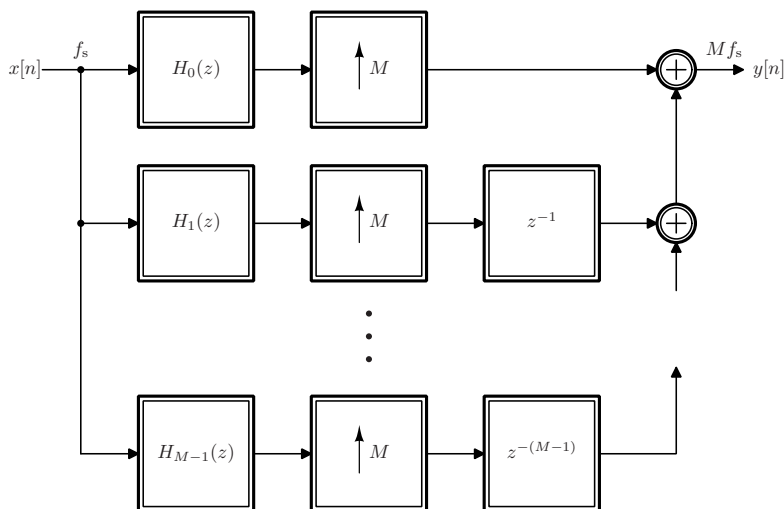 x[n] f_s H_0(z) ↑ M + M f_s y[n]
H_1(z) ↑ M z^{-1} +
H_{M-1}(z) ↑ M z^{-(M-1)}